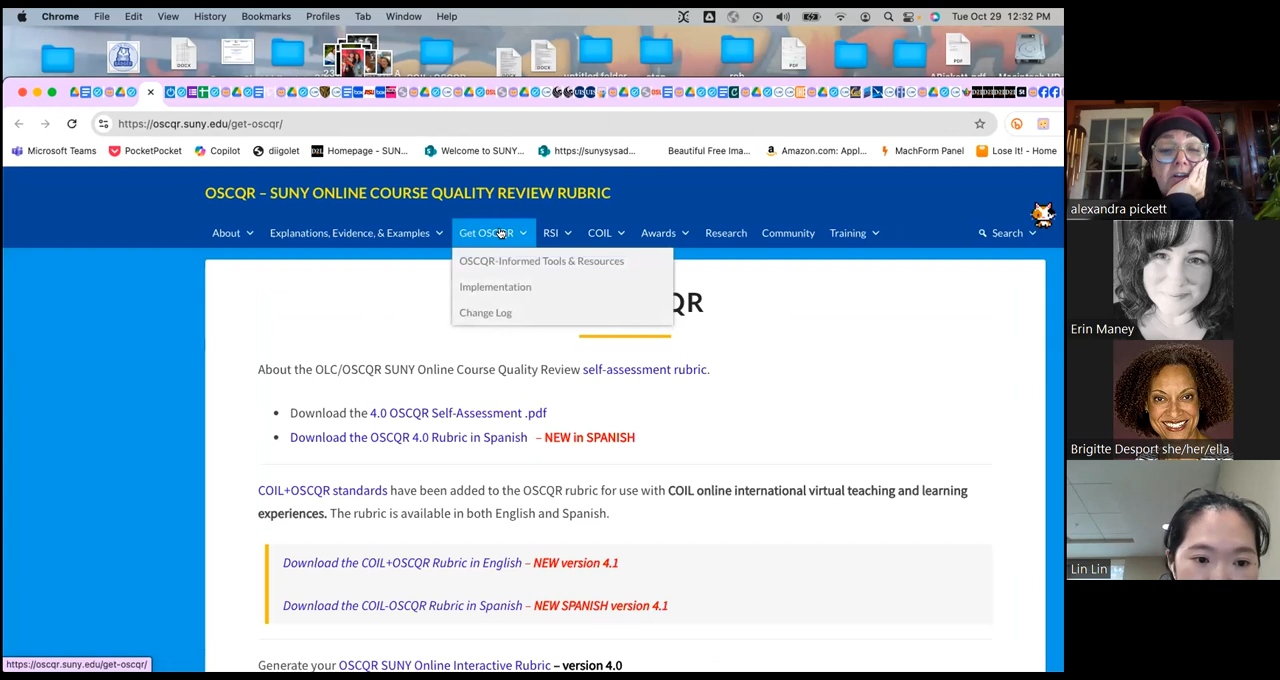 Chrome File Edit View History Bookmarks Profiles Tab Window Help Tue Oct 29 12:32 PM
untitled folder
https://oscqr.suny.edu/get-oscqr/
Microsoft Teams PocketPocket Copilot diigolet Homepage - SUN... Welcome to SUNY... https://sunysysad... Beautiful Free Ima... Amazon.com: Appl... MachForm Panel Lose It! - Home
OSCQR – SUNY ONLINE COURSE QUALITY REVIEW RUBRIC
About Explanations, Evidence, & Examples Get OSCQR RSI COIL Awards Research Community Training Search
OSCQR-Informed Tools & Resources
Implementation
Change Log
QR
About the OLC/OSCQR SUNY Online Course Quality Review self-assessment rubric.
• Download the 4.0 OSCQR Self-Assessment .pdf
• Download the OSCQR 4.0 Rubric in Spanish – NEW in SPANISH
COIL+OSCQR standards have been added to the OSCQR rubric for use with COIL online international virtual teaching and learning
experiences. The rubric is available in both English and Spanish.
Download the COIL+OSCQR Rubric in English – NEW version 4.1
Download the COIL-OSCQR Rubric in Spanish – NEW SPANISH version 4.1
Generate your OSCQR SUNY Online Interactive Rubric – version 4.0
https://oscqr.suny.edu/get-oscqr/
alexandra pickett
Erin Maney
Brigitte Desport she/her/ella
Lin Lin